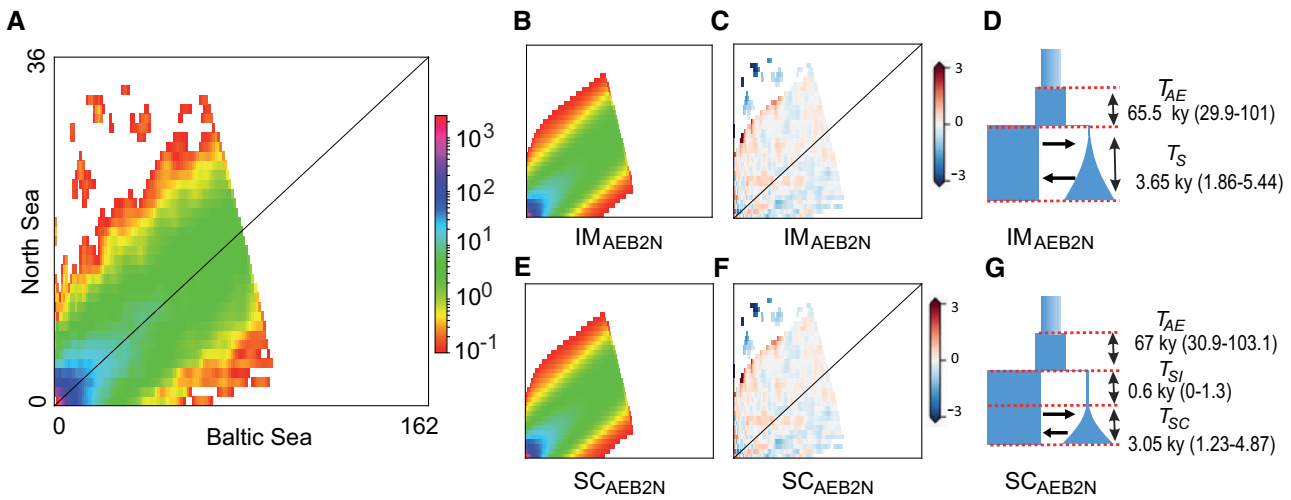 A
B
C
D
36
0
North Sea
0
Baltic Sea
162
10^3
10^2
10^1
10^0
10^-1
IM_AEB2N
3
0
−3
IM_AEB2N
T_AE
65.5 ky (29.9-101)
T_S
3.65 ky (1.86-5.44)
IM_AEB2N
E
F
G
SC_AEB2N
3
0
−3
SC_AEB2N
T_AE
67 ky (30.9-103.1)
T_SI
0.6 ky (0-1.3)
T_SC
3.05 ky (1.23-4.87)
SC_AEB2N